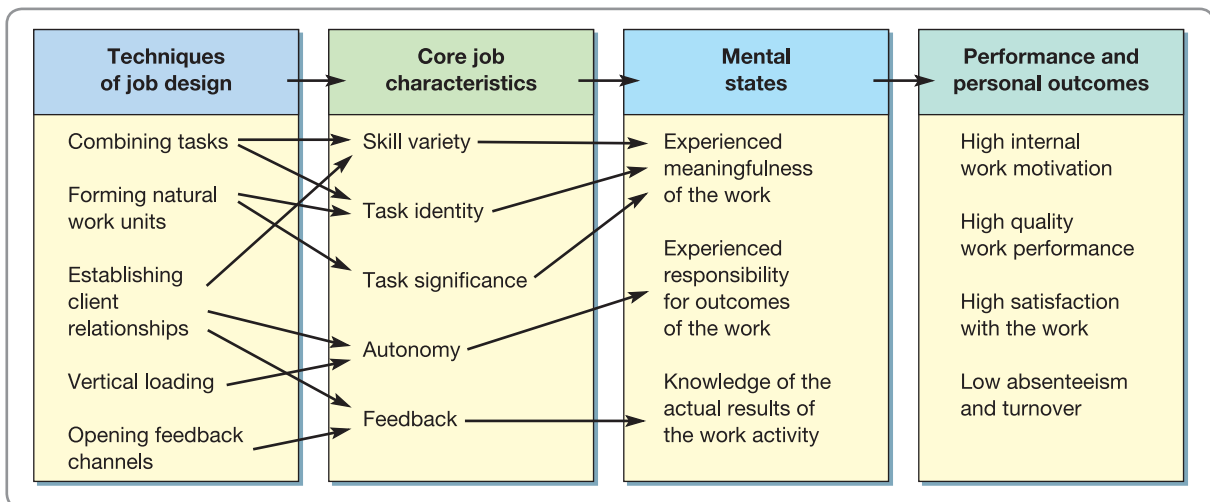 Techniques
of job design
Core job
characteristics
Mental
states
Performance and
personal outcomes
Combining tasks
Forming natural
work units
Establishing
client
relationships
Vertical loading
Opening feedback
channels
Skill variety
Task identity
Task significance
Autonomy
Feedback
Experienced
meaningfulness
of the work
Experienced
responsibility
for outcomes
of the work
Knowledge of the
actual results of
the work activity
High internal
work motivation
High quality
work performance
High satisfaction
with the work
Low absenteeism
and turnover